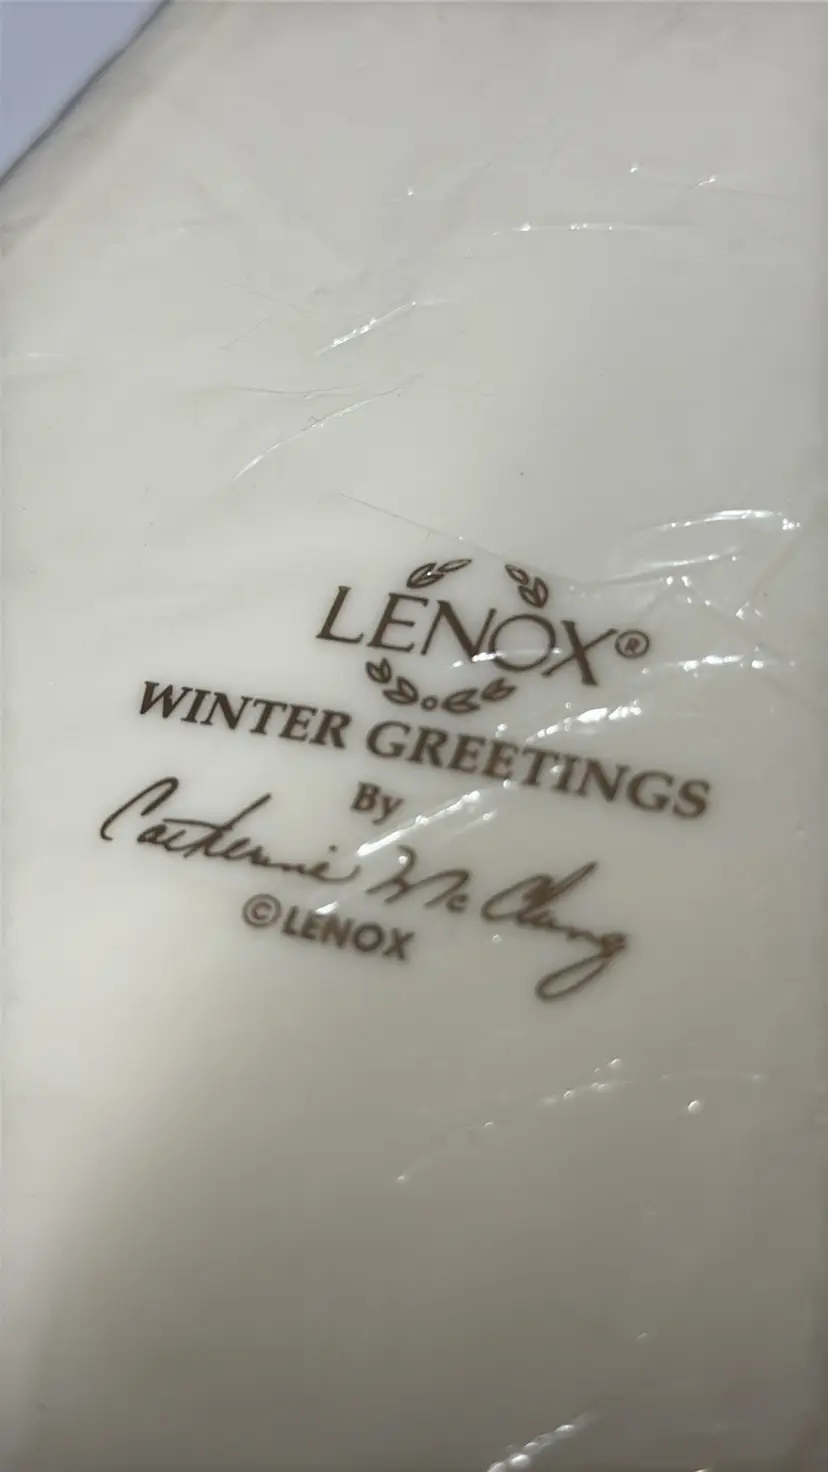 LENOX®
WINTER GREETINGS
By
Catherine McClung
©LENOX